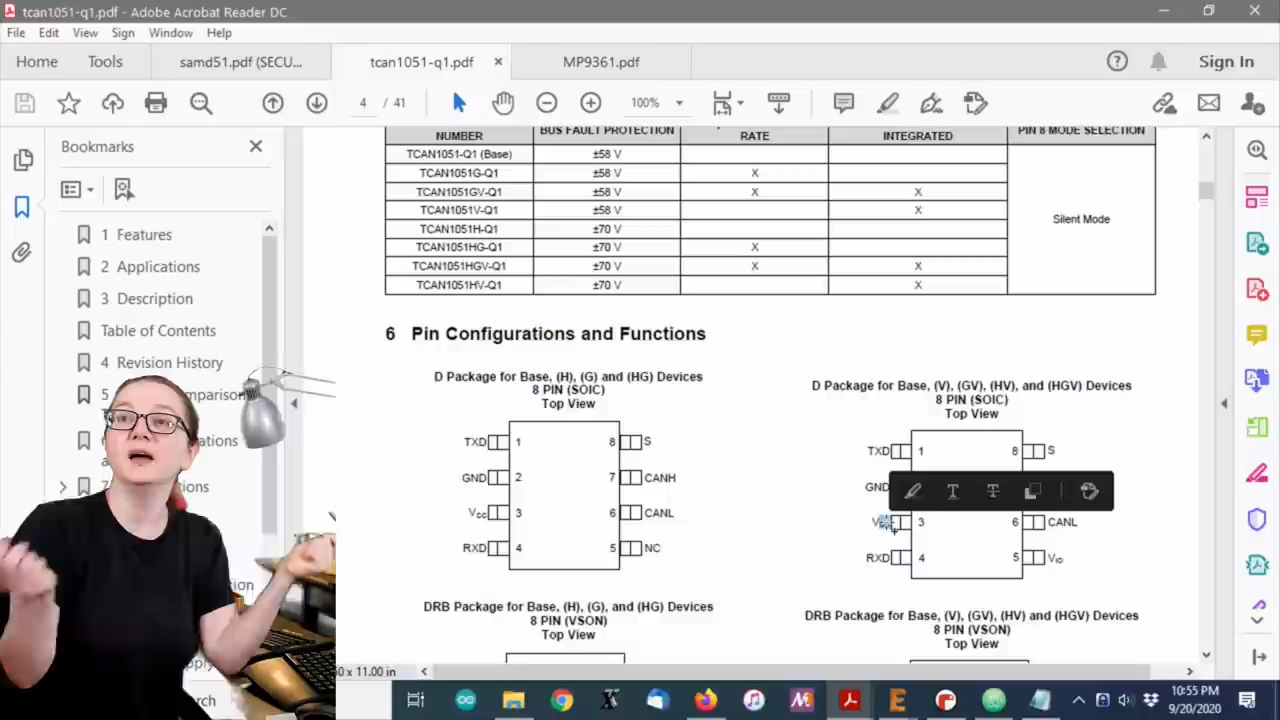 tcan1051-q1.pdf - Adobe Acrobat Reader DC
File Edit View Sign Window Help
Home Tools samd51.pdf (SECU... tcan1051-q1.pdf × MP9361.pdf Sign In
4 / 41 100%
Bookmarks
1 Features
2 Applications
3 Description
Table of Contents
4 Revision History
5
NUMBER BUS FAULT PROTECTION RATE INTEGRATED PIN 8 MODE SELECTION
TCAN1051-Q1 (Base) ±58 V
TCAN1051G-Q1 ±58 V X
TCAN1051GV-Q1 ±58 V X X
TCAN1051V-Q1 ±58 V X
TCAN1051H-Q1 ±70 V
TCAN1051HG-Q1 ±70 V X
TCAN1051HGV-Q1 ±70 V X X
TCAN1051HV-Q1 ±70 V X
Silent Mode
6 Pin Configurations and Functions
D Package for Base, (H), (G) and (HG) Devices
8 PIN (SOIC)
Top View
TXD 1 8 S
GND 2 7 CANH
VCC 3 6 CANL
RXD 4 5 NC
D Package for Base, (V), (GV), (HV), and (HGV) Devices
8 PIN (SOIC)
Top View
TXD 1 8 S
GND
3 6 CANL
RXD 4 5 VIO
DRB Package for Base, (H), (G), and (HG) Devices
8 PIN (VSON)
Top View
DRB Package for Base, (V), (GV), (HV) and (HGV) Devices
8 PIN (VSON)
Top View
x 11.00 in
10:55 PM
9/20/2020